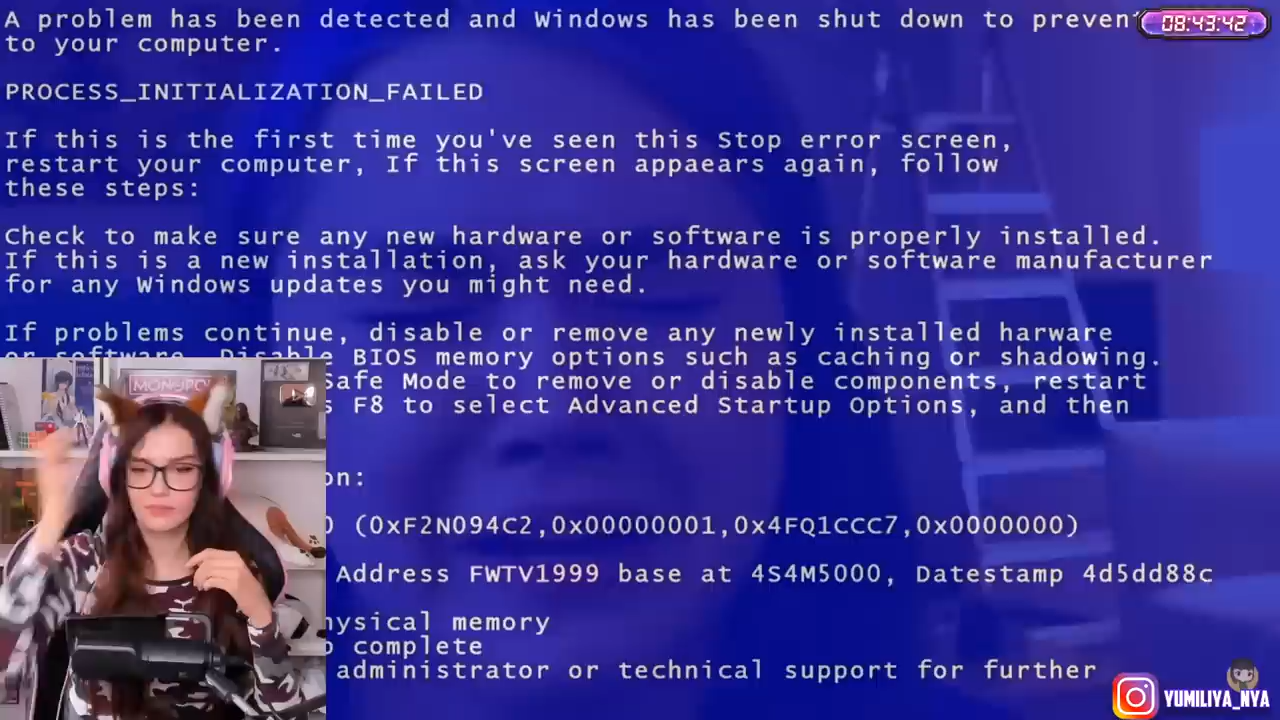 A problem has been detected and Windows has been shut down to prevent
to your computer.
PROCESS_INITIALIZATION_FAILED
If this is the first time you've seen this Stop error screen,
restart your computer, If this screen appaears again, follow
these steps:
Check to make sure any new hardware or software is properly installed.
If this is a new installation, ask your hardware or software manufacturer
for any Windows updates you might need.
If problems continue, disable or remove any newly installed harware
or software. Disable BIOS memory options such as caching or shadowing.
Safe Mode to remove or disable components, restart
F8 to select Advanced Startup Options, and then
(0xF2N094C2,0x00000001,0x4FQ1CCC7,0x0000000)
Address FWTV1999 base at 4S4M5000, Datestamp 4d5dd88c
memory
complete
administrator or technical support for further
08:43:42
MONOPOLY
YUMILIYA_NYA